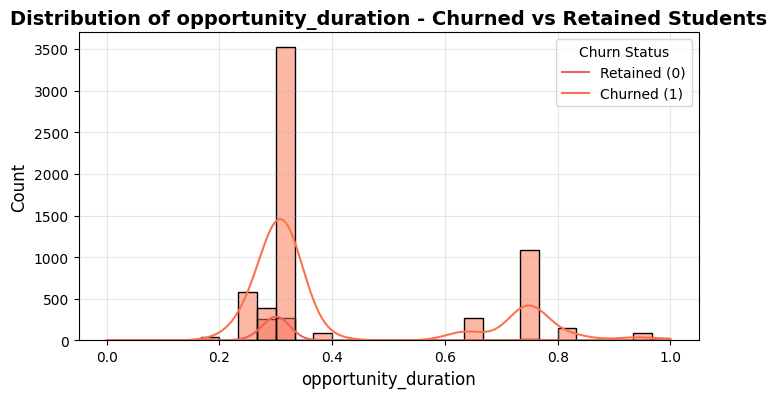 Distribution of opportunity_duration - Churned vs Retained Students
Churn Status
Retained (0)
Churned (1)
Count
3500
3000
2500
2000
1500
1000
500
0
0.0 0.2 0.4 0.6 0.8 1.0
opportunity_duration